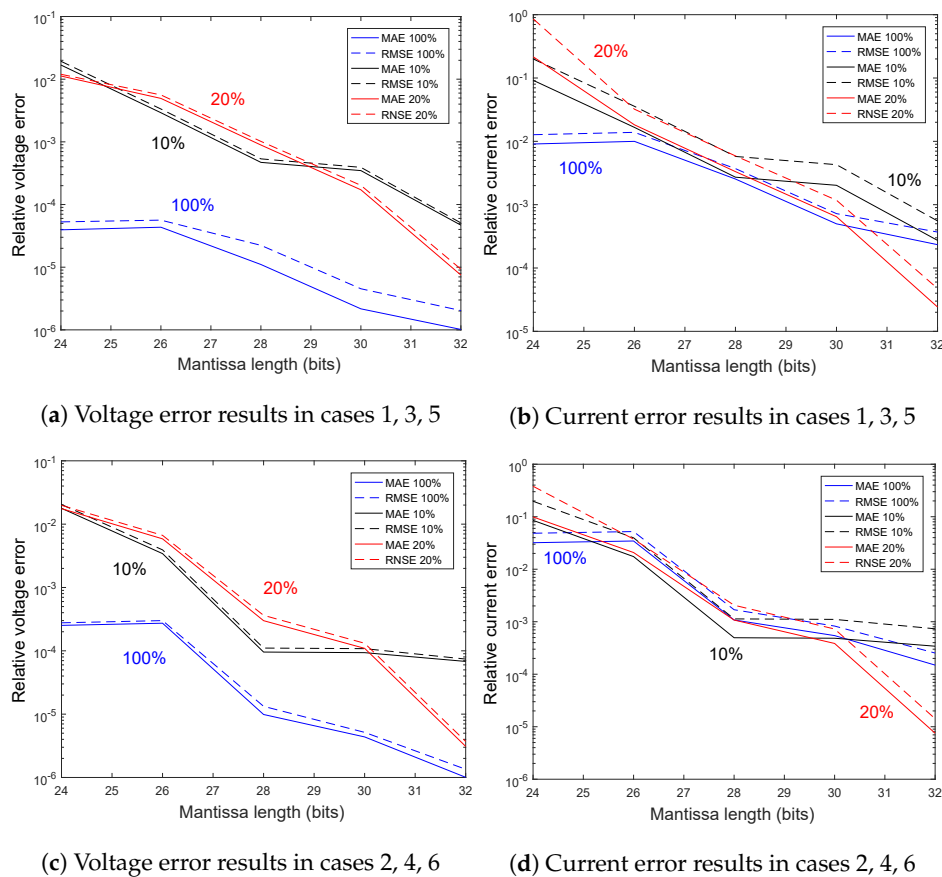 10^-1
10^-2
10^-3
10^-4
10^-5
10^-6
Relative voltage error
24 25 26 27 28 29 30 31 32
Mantissa length (bits)
MAE 100%
RMSE 100%
MAE 10%
RMSE 10%
MAE 20%
RNSE 20%
20%
10%
100%
(a) Voltage error results in cases 1, 3, 5
10^0
10^-1
10^-2
10^-3
10^-4
10^-5
Relative current error
24 25 26 27 28 29 30 31 32
Mantissa length (bits)
MAE 100%
RMSE 100%
MAE 10%
RMSE 10%
MAE 20%
RNSE 20%
20%
100%
10%
(b) Current error results in cases 1, 3, 5
10^-1
10^-2
10^-3
10^-4
10^-5
10^-6
Relative voltage error
24 25 26 27 28 29 30 31 32
Mantissa length (bits)
MAE 100%
RMSE 100%
MAE 10%
RMSE 10%
MAE 20%
RNSE 20%
10%
20%
100%
(c) Voltage error results in cases 2, 4, 6
10^0
10^-1
10^-2
10^-3
10^-4
10^-5
10^-6
Relative current error
24 25 26 27 28 29 30 31 32
Mantissa length (bits)
MAE 100%
RMSE 100%
MAE 10%
RMSE 10%
MAE 20%
RNSE 20%
100%
10%
20%
(d) Current error results in cases 2, 4, 6